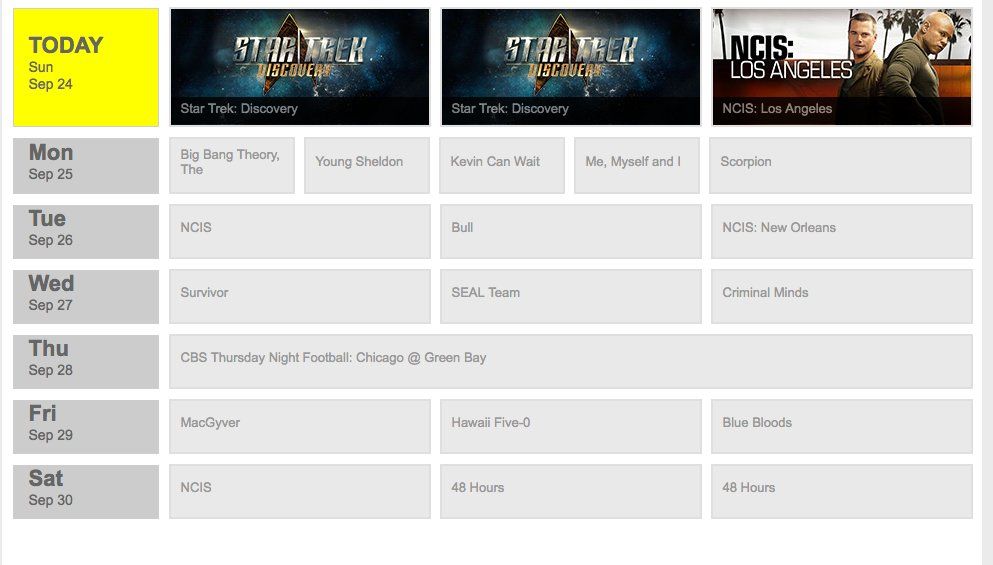 TODAY
Sun
Sep 24
STAR TREK
DISCOVERY
Star Trek: Discovery
STAR TREK
DISCOVERY
Star Trek: Discovery
NCIS:
LOS ANGELES
NCIS: Los Angeles
Mon
Sep 25
Big Bang Theory,
The
Young Sheldon
Kevin Can Wait
Me, Myself and I
Scorpion
Tue
Sep 26
NCIS
Bull
NCIS: New Orleans
Wed
Sep 27
Survivor
SEAL Team
Criminal Minds
Thu
Sep 28
CBS Thursday Night Football: Chicago @ Green Bay
Fri
Sep 29
MacGyver
Hawaii Five-0
Blue Bloods
Sat
Sep 30
NCIS
48 Hours
48 Hours